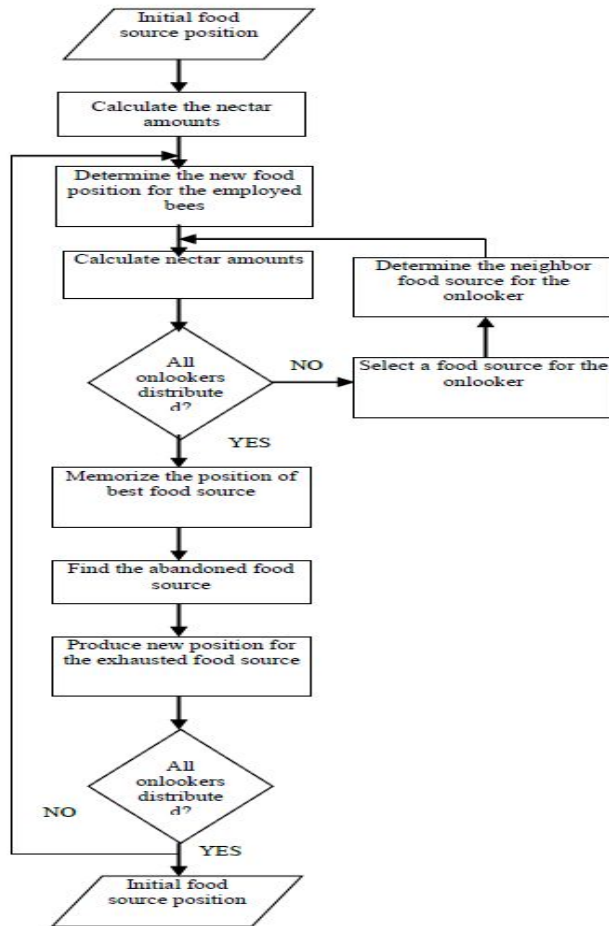 Initial food
source position
Calculate the nectar
amounts
Determine the new food
position for the employed
bees
Calculate nectar amounts
Determine the neighbor
food source for the
onlooker
All
onlookers
distribute
d?
NO
Select a food source for the
onlooker
YES
Memorize the position of
best food source
Find the abandoned food
source
Produce new position for
the exhausted food source
All
onlookers
distribute
d?
NO
YES
Initial food
source position